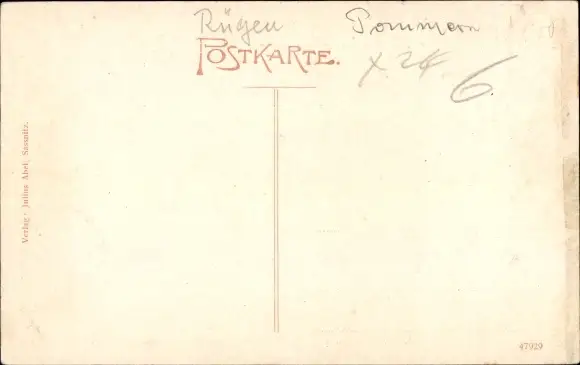 Rügen Pommern
POSTKARTE.
x 24
6.
Verlag: Julius Abel, Sassnitz.
47929